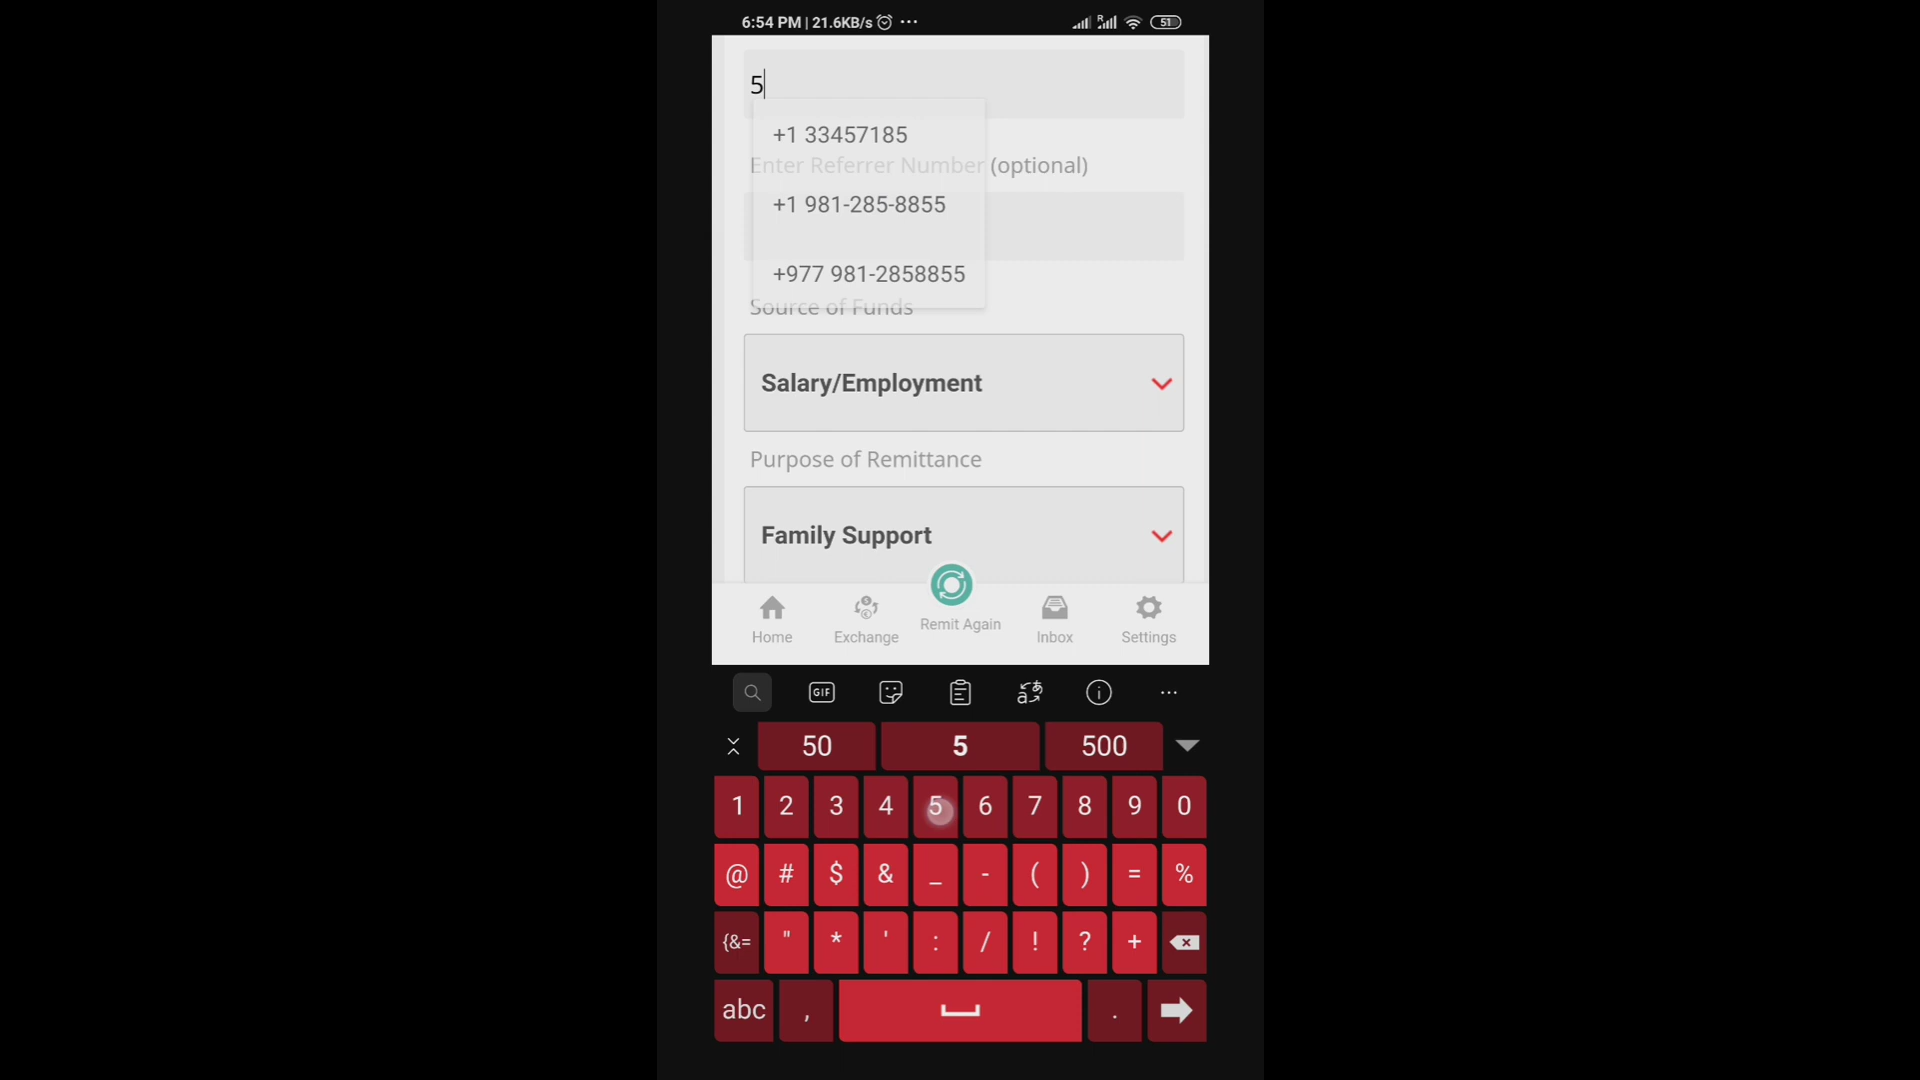 6:54 PM | 21.6KB/s ...
R
51
5
+1 33457185
Enter Referrer Number (optional)
+1 981-285-8855
+977 981-2858855
Source of Funds
Salary/Employment
Purpose of Remittance
Family Support
Home Exchange Remit Again Inbox Settings
GIF
50 5 500
1 2 3 4 5 6 7 8 9 0
@ # $ & _ - ( ) = %
{&= " * ' : / ! ? +
abc , .